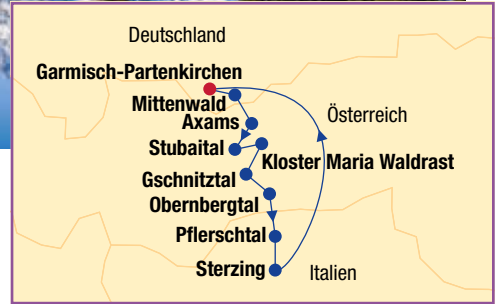 Deutschland
Garmisch-Partenkirchen
Mittenwald
Axams
Österreich
Stubaital
Kloster Maria Waldrast
Gschnitztal
Obernbergtal
Pflerschtal
Sterzing
Italien